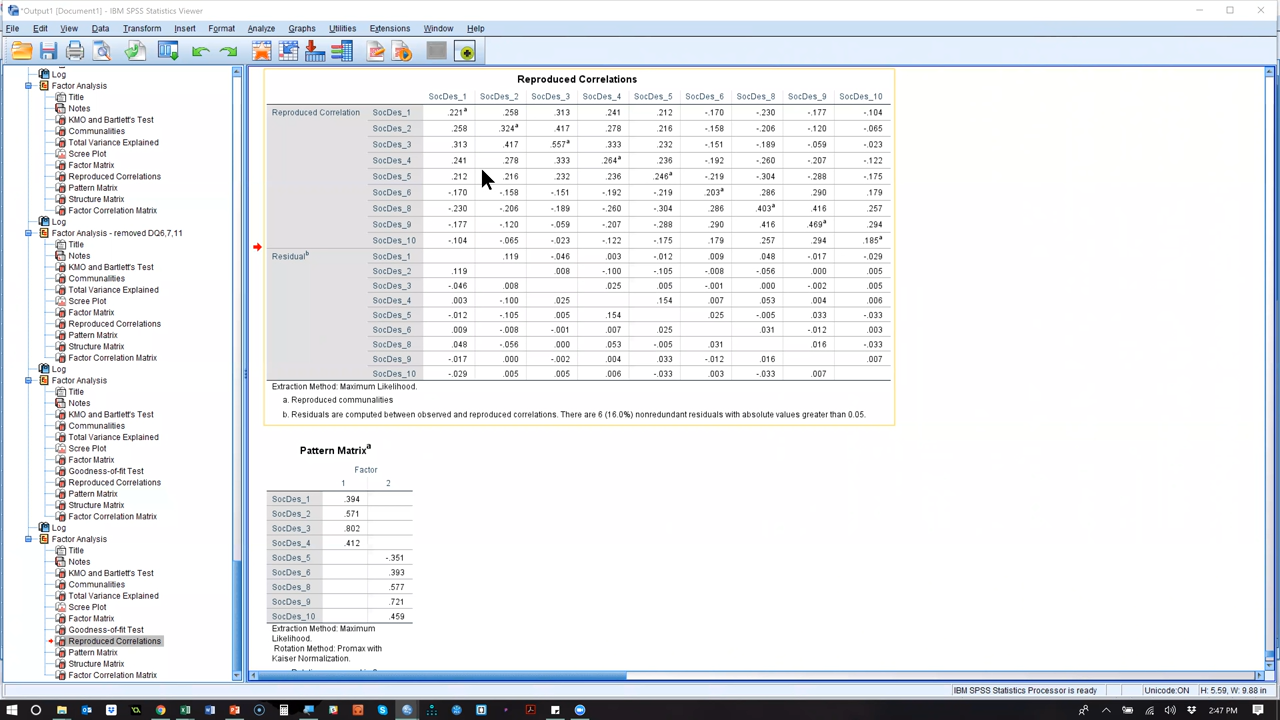 *Output1 [Document1] - IBM SPSS Statistics Viewer
File Edit View Data Transform Insert Format Analyze Graphs Utilities Extensions Window Help
Log
Factor Analysis
Title
Notes
KMO and Bartlett's Test
Communalities
Total Variance Explained
Scree Plot
Factor Matrix
Reproduced Correlations
Pattern Matrix
Structure Matrix
Factor Correlation Matrix
Log
Factor Analysis - removed DQ6,7,11
Title
Notes
KMO and Bartlett's Test
Communalities
Total Variance Explained
Scree Plot
Factor Matrix
Reproduced Correlations
Pattern Matrix
Structure Matrix
Factor Correlation Matrix
Log
Factor Analysis
Title
Notes
KMO and Bartlett's Test
Communalities
Total Variance Explained
Scree Plot
Factor Matrix
Goodness-of-fit Test
Reproduced Correlations
Pattern Matrix
Structure Matrix
Factor Correlation Matrix
Log
Factor Analysis
Title
Notes
KMO and Bartlett's Test
Communalities
Total Variance Explained
Scree Plot
Factor Matrix
Goodness-of-fit Test
Reproduced Correlations
Pattern Matrix
Structure Matrix
Factor Correlation Matrix
Reproduced Correlations
SocDes_1 SocDes_2 SocDes_3 SocDes_4 SocDes_5 SocDes_6 SocDes_8 SocDes_9 SocDes_10
Reproduced Correlation SocDes_1 .221a .258 .313 .241 .212 -.170 -.230 -.177 -.104
SocDes_2 .258 .324a .417 .278 .216 -.158 -.206 -.120 -.065
SocDes_3 .313 .417 .557a .333 .232 -.151 -.189 -.059 -.023
SocDes_4 .241 .278 .333 .264a .236 -.192 -.260 -.207 -.122
SocDes_5 .212 .216 .232 .236 .246a -.219 -.304 -.288 -.175
SocDes_6 -.170 -.158 -.151 -.192 -.219 .203a .286 .290 .179
SocDes_8 -.230 -.206 -.189 -.260 -.304 .286 .403a .416 .257
SocDes_9 -.177 -.120 -.059 -.207 -.288 .290 .416 .469a .294
SocDes_10 -.104 -.065 -.023 -.122 -.175 .179 .257 .294 .185a
Residualb SocDes_1 .119 -.046 .003 -.012 .009 .048 -.017 -.029
SocDes_2 .119 .008 -.100 -.105 -.008 -.056 .000 .005
SocDes_3 -.046 .008 .025 .005 -.001 .000 -.002 .005
SocDes_4 .003 -.100 .025 .154 .007 .053 .004 .006
SocDes_5 -.012 -.105 .005 .154 .025 -.005 .033 -.033
SocDes_6 .009 -.008 -.001 .007 .025 .031 -.012 .003
SocDes_8 .048 -.056 .000 .053 -.005 .031 .016 -.033
SocDes_9 -.017 .000 -.002 .004 .033 -.012 .016 .007
SocDes_10 -.029 .005 .005 .006 -.033 .003 -.033 .007
Extraction Method: Maximum Likelihood.
a. Reproduced communalities
b. Residuals are computed between observed and reproduced correlations. There are 6 (16.0%) nonredundant residuals with absolute values greater than 0.05.
Pattern Matrixa
Factor
1 2
SocDes_1 .394
SocDes_2 .571
SocDes_3 .802
SocDes_4 .412
SocDes_5 -.351
SocDes_6 .393
SocDes_8 .577
SocDes_9 .721
SocDes_10 .459
Extraction Method: Maximum
Likelihood.
Rotation Method: Promax with
Kaiser Normalization.
IBM SPSS Statistics Processor is ready Unicode:ON H: 5.59, W: 9.88 in.
2:47 PM